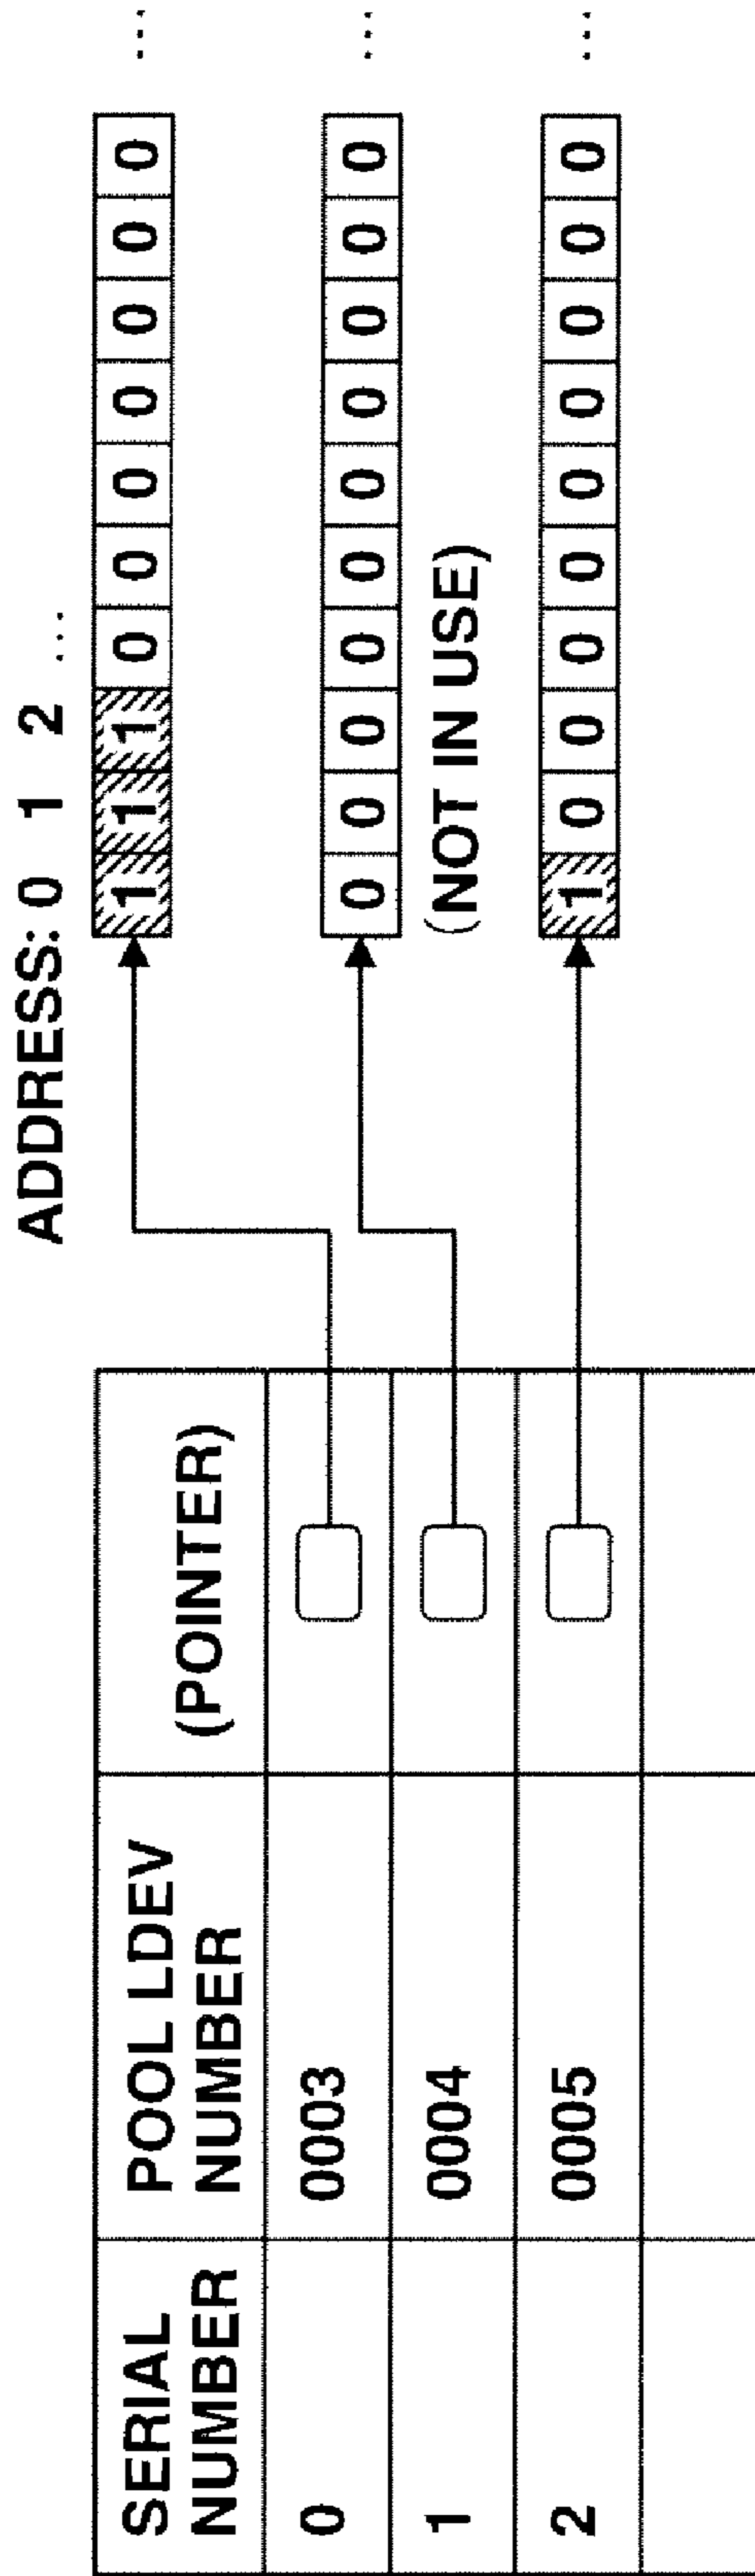 ADDRESS: 0 1 2 ...
SERIAL NUMBER
POOL LDEV NUMBER
(POINTER)
1 1 1 0 0 0 0 0 0 0 ...
0 0003
0 0 0 0 0 0 0 0 0 0 ...
1 0004
(NOT IN USE)
2 0005
1 0 0 0 0 0 0 0 0 0 ...